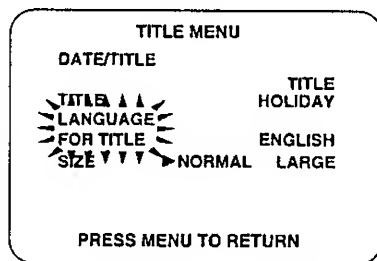 TITLE MENU
DATE/TITLE
TITLE
TITLE HOLIDAY
LANGUAGE
FOR TITLE ENGLISH
SIZE NORMAL LARGE
PRESS MENU TO RETURN